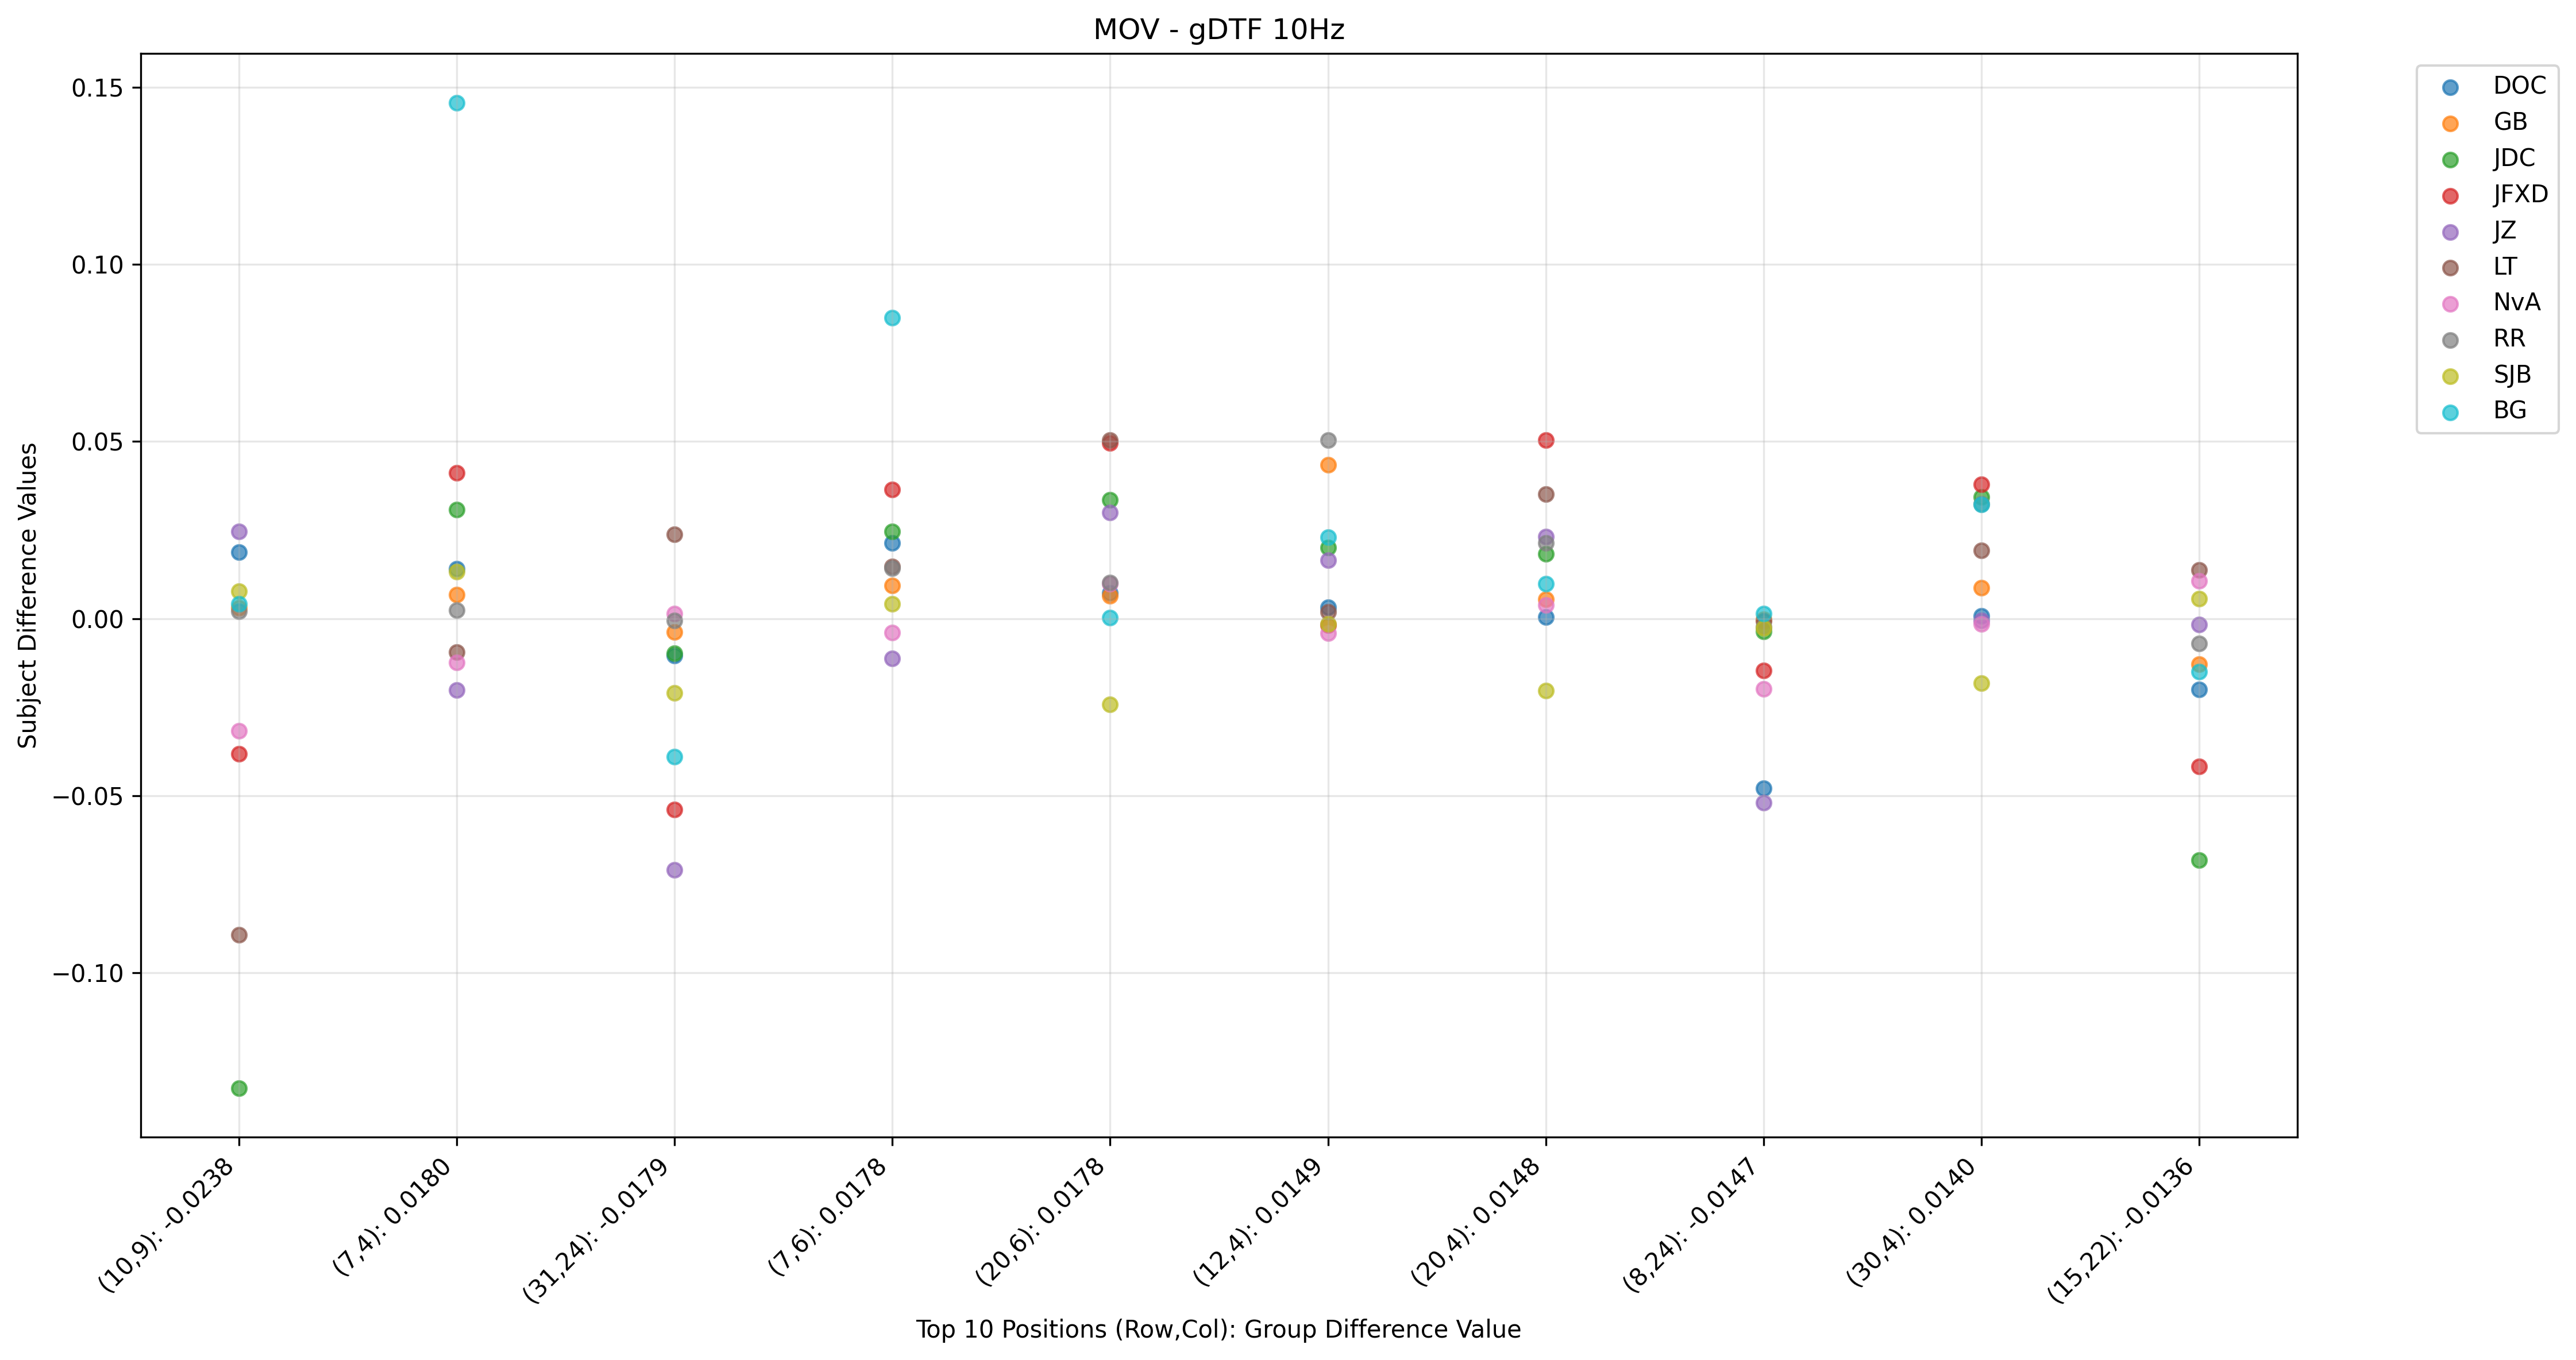 MOV - gDTF 10Hz
Subject Difference Values
0.15
0.10
0.05
0.00
−0.05
−0.10
(10,9): -0.0238
(7,4): 0.0180
(31,24): -0.0179
(7,6): 0.0178
(20,6): 0.0178
(12,4): 0.0149
(20,4): 0.0148
(8,24): -0.0147
(30,4): 0.0140
(15,22): -0.0136
Top 10 Positions (Row,Col): Group Difference Value
DOC
GB
JDC
JFXD
JZ
LT
NvA
RR
SJB
BG